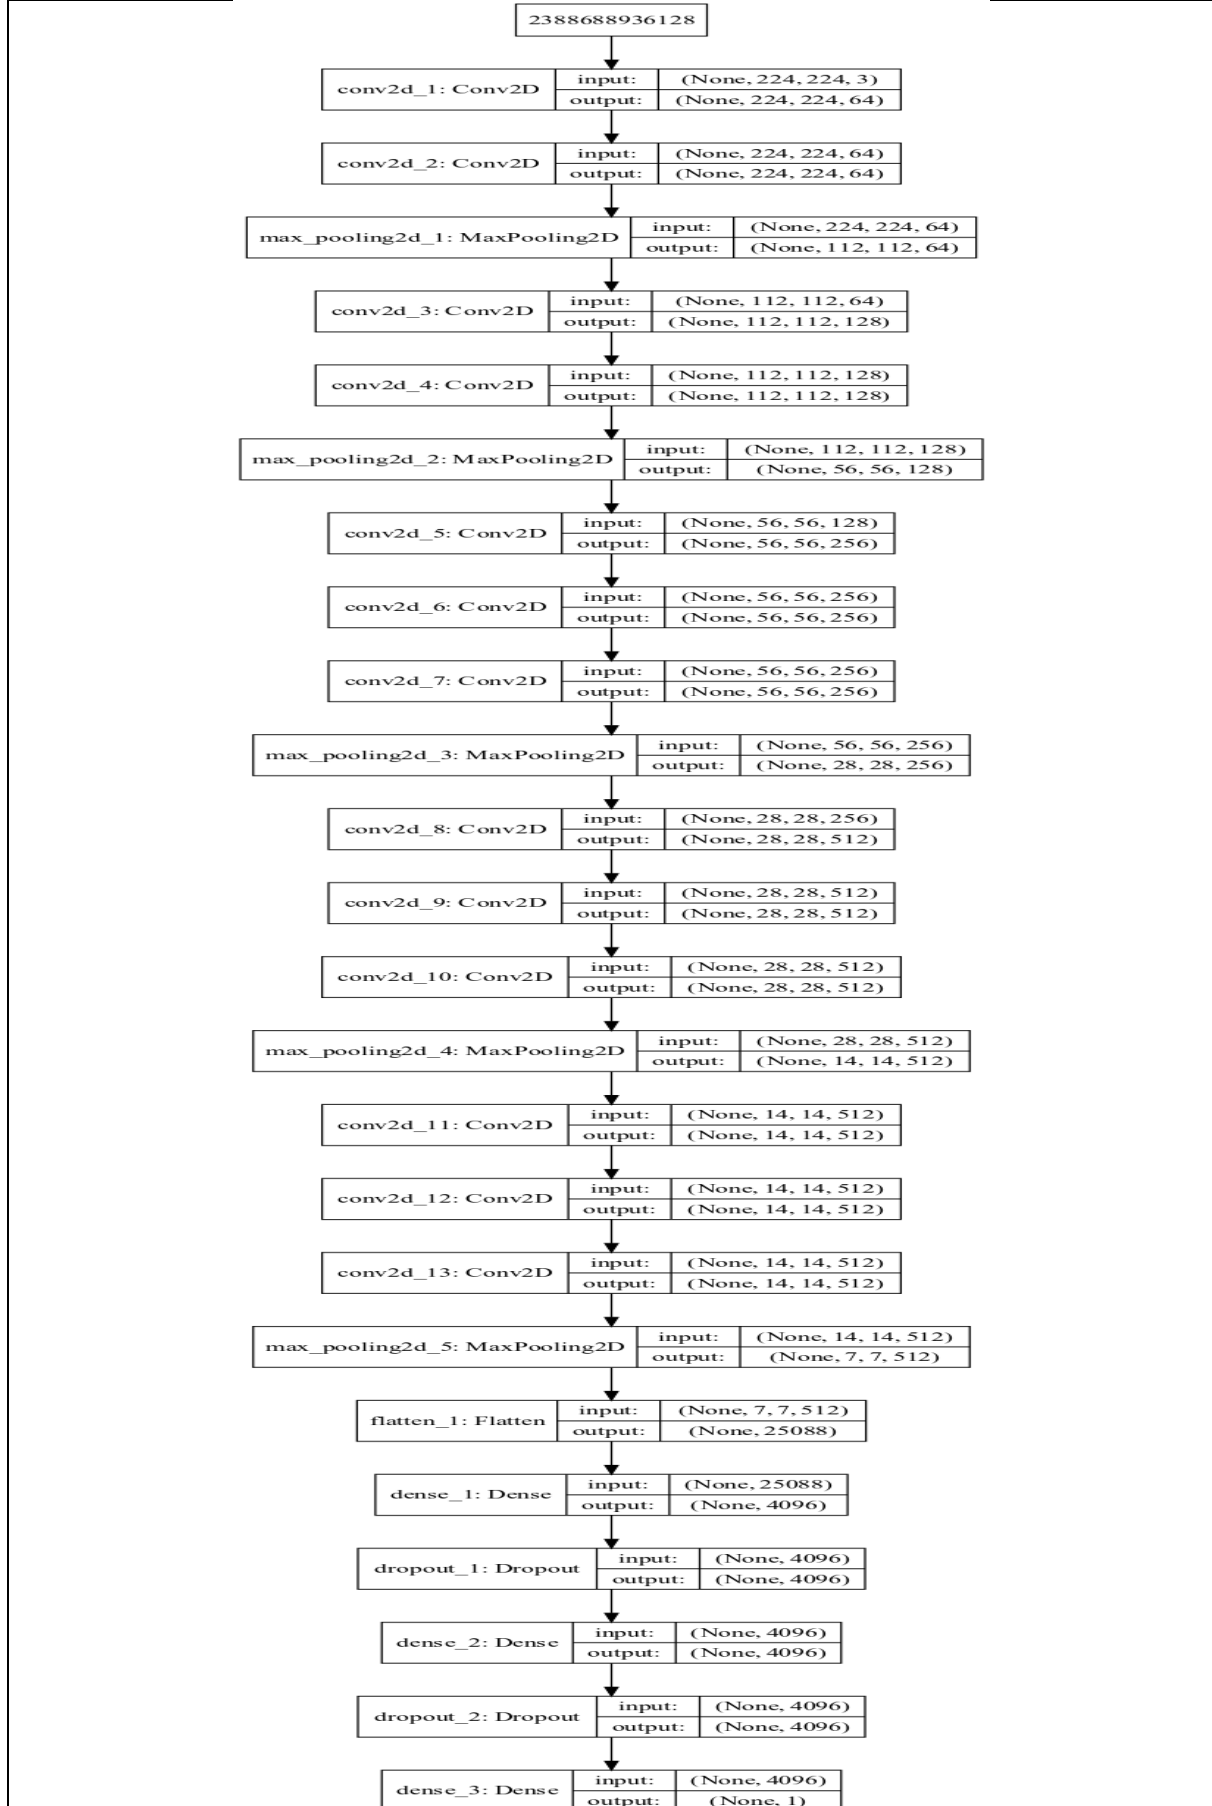 2388688936128
conv2d_1: Conv2D input: (None, 224, 224, 3)
output: (None, 224, 224, 64)
conv2d_2: Conv2D input: (None, 224, 224, 64)
output: (None, 224, 224, 64)
max_pooling2d_1: MaxPooling2D input: (None, 224, 224, 64)
output: (None, 112, 112, 64)
conv2d_3: Conv2D input: (None, 112, 112, 64)
output: (None, 112, 112, 128)
conv2d_4: Conv2D input: (None, 112, 112, 128)
output: (None, 112, 112, 128)
max_pooling2d_2: MaxPooling2D input: (None, 112, 112, 128)
output: (None, 56, 56, 128)
conv2d_5: Conv2D input: (None, 56, 56, 128)
output: (None, 56, 56, 256)
conv2d_6: Conv2D input: (None, 56, 56, 256)
output: (None, 56, 56, 256)
conv2d_7: Conv2D input: (None, 56, 56, 256)
output: (None, 56, 56, 256)
max_pooling2d_3: MaxPooling2D input: (None, 56, 56, 256)
output: (None, 28, 28, 256)
conv2d_8: Conv2D input: (None, 28, 28, 256)
output: (None, 28, 28, 512)
conv2d_9: Conv2D input: (None, 28, 28, 512)
output: (None, 28, 28, 512)
conv2d_10: Conv2D input: (None, 28, 28, 512)
output: (None, 28, 28, 512)
max_pooling2d_4: MaxPooling2D input: (None, 28, 28, 512)
output: (None, 14, 14, 512)
conv2d_11: Conv2D input: (None, 14, 14, 512)
output: (None, 14, 14, 512)
conv2d_12: Conv2D input: (None, 14, 14, 512)
output: (None, 14, 14, 512)
conv2d_13: Conv2D input: (None, 14, 14, 512)
output: (None, 14, 14, 512)
max_pooling2d_5: MaxPooling2D input: (None, 14, 14, 512)
output: (None, 7, 7, 512)
flatten_1: Flatten input: (None, 7, 7, 512)
output: (None, 25088)
dense_1: Dense input: (None, 25088)
output: (None, 4096)
dropout_1: Dropout input: (None, 4096)
output: (None, 4096)
dense_2: Dense input: (None, 4096)
output: (None, 4096)
dropout_2: Dropout input: (None, 4096)
output: (None, 4096)
dense_3: Dense input: (None, 4096)
output: (None, 1)